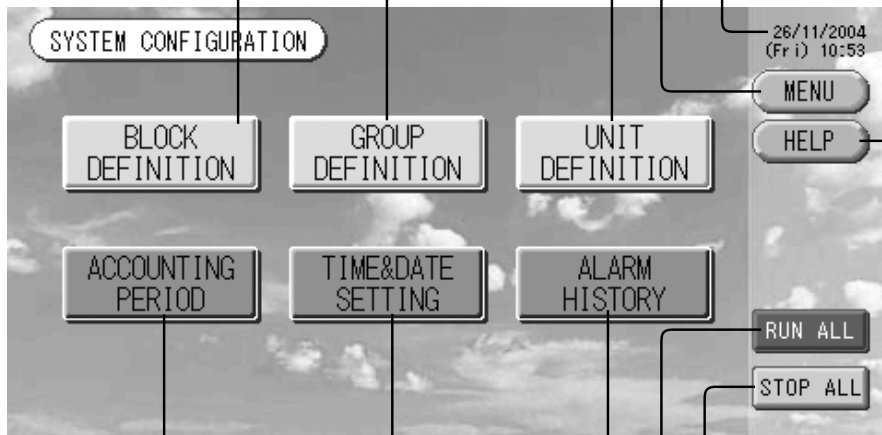 SYSTEM CONFIGURATION
26/11/2004
(Fri) 10:53
MENU
HELP
BLOCK
DEFINITION
GROUP
DEFINITION
UNIT
DEFINITION
ACCOUNTING
PERIOD
TIME&DATE
SETTING
ALARM
HISTORY
RUN ALL
STOP ALL